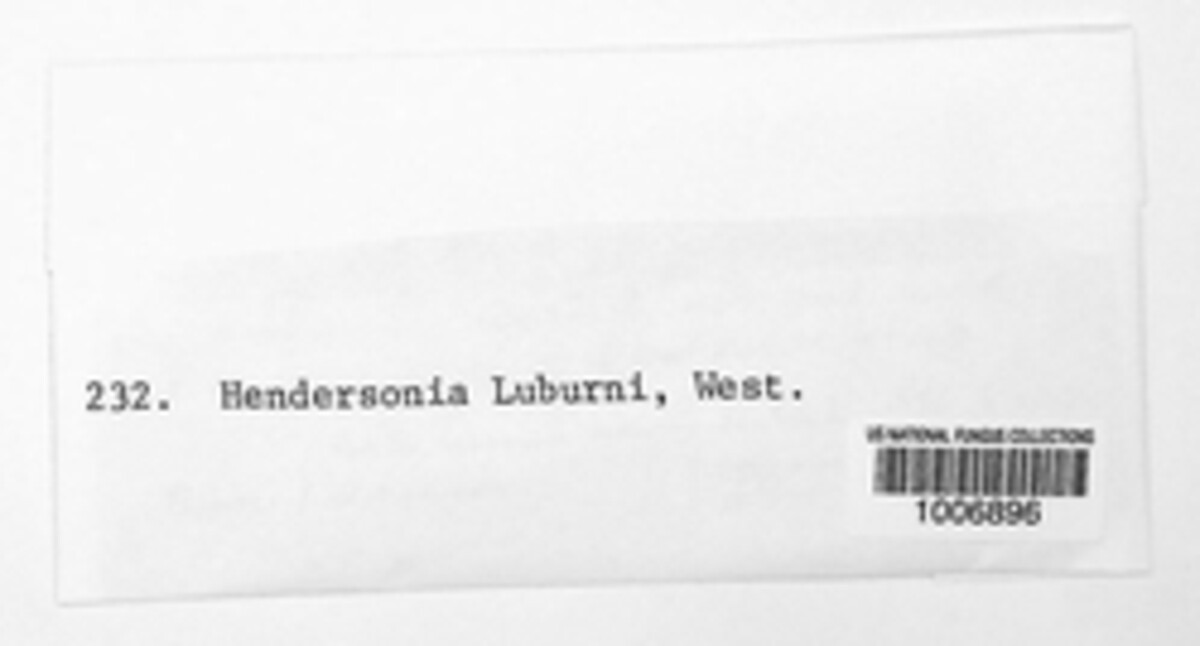 232. Hendersonia Luburni, West.
US NATIONAL FUNGUS COLLECTIONS
1006896